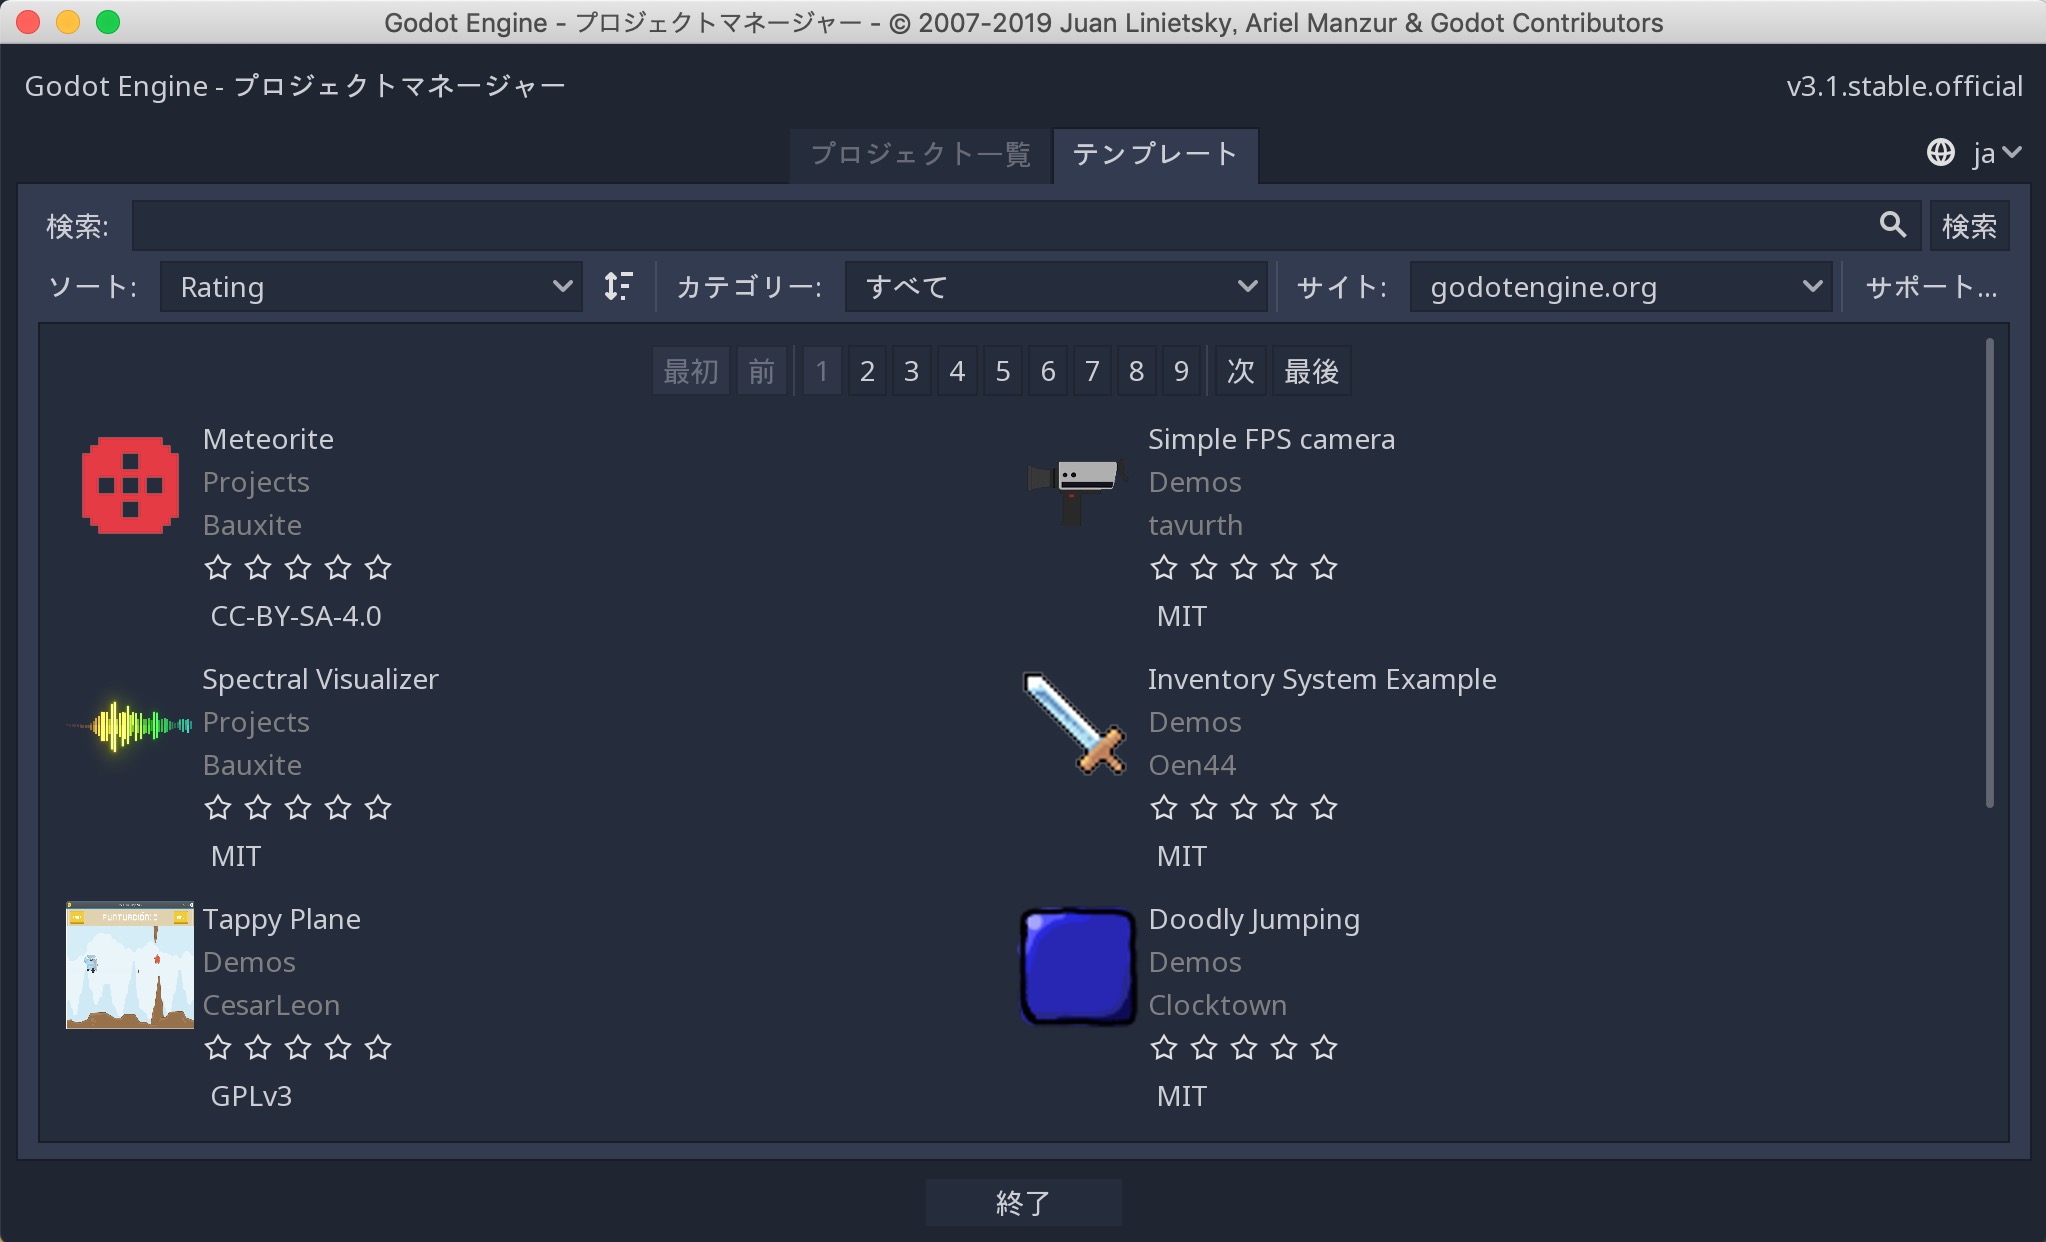 Godot Engine - プロジェクトマネージャー - © 2007-2019 Juan Linietsky, Ariel Manzur & Godot Contributors
Godot Engine - プロジェクトマネージャー
v3.1.stable.official
プロジェクト一覧 テンプレート
ja
検索: 検索
ソート: Rating カテゴリー: すべて サイト: godotengine.org サポート...
最初 前 1 2 3 4 5 6 7 8 9 次 最後
Meteorite
Projects
Bauxite
CC-BY-SA-4.0
Simple FPS camera
Demos
tavurth
MIT
Spectral Visualizer
Projects
Bauxite
MIT
Inventory System Example
Demos
Oen44
MIT
Tappy Plane
Demos
CesarLeon
GPLv3
Doodly Jumping
Demos
Clocktown
MIT
終了